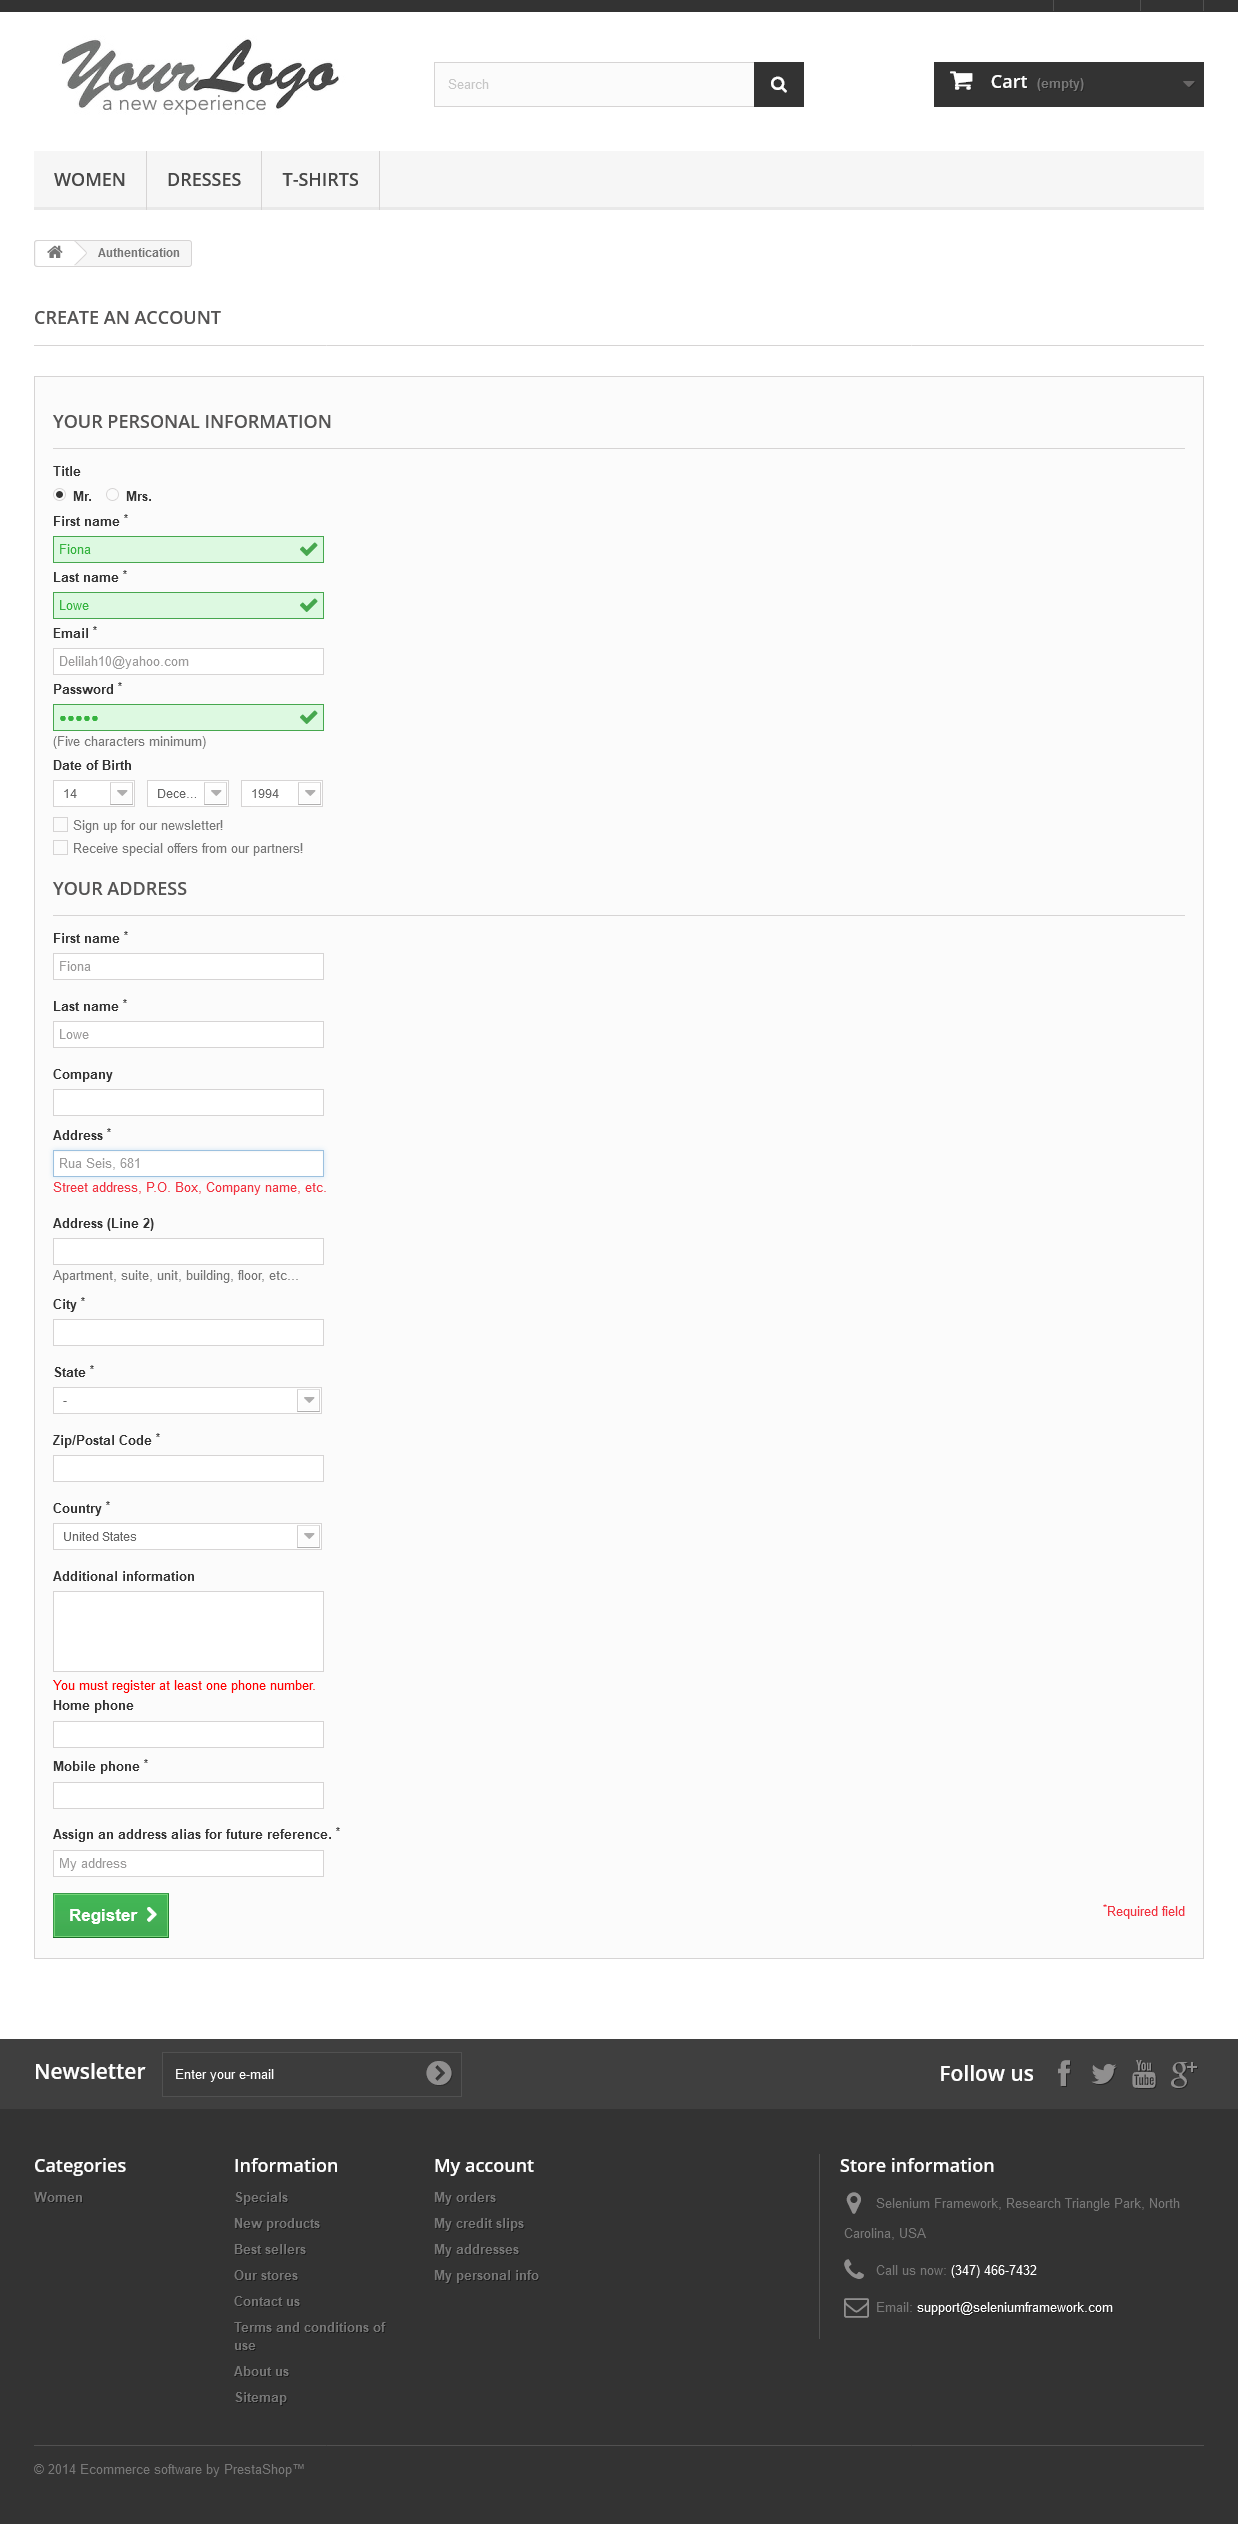 YourLogo
a new experience
Search
Cart (empty)
WOMEN DRESSES T-SHIRTS
Authentication
CREATE AN ACCOUNT
YOUR PERSONAL INFORMATION
Title
Mr. Mrs.
First name *
Fiona
Last name *
Lowe
Email *
Delilah10@yahoo.com
Password *
•••••
(Five characters minimum)
Date of Birth
14 Dece... 1994
Sign up for our newsletter!
Receive special offers from our partners!
YOUR ADDRESS
First name *
Fiona
Last name *
Lowe
Company
Address *
Rua Seis, 681
Street address, P.O. Box, Company name, etc.
Address (Line 2)
Apartment, suite, unit, building, floor, etc...
City *
State *
-
Zip/Postal Code *
Country *
United States
Additional information
You must register at least one phone number.
Home phone
Mobile phone *
Assign an address alias for future reference. *
My address
Register
*Required field
Newsletter
Enter your e-mail
Follow us
You Tube
Categories
Women
Information
Specials
New products
Best sellers
Our stores
Contact us
Terms and conditions of
use
About us
Sitemap
My account
My orders
My credit slips
My addresses
My personal info
Store information
Selenium Framework, Research Triangle Park, North
Carolina, USA
Call us now: (347) 466-7432
Email: support@seleniumframework.com
© 2014 Ecommerce software by PrestaShop™